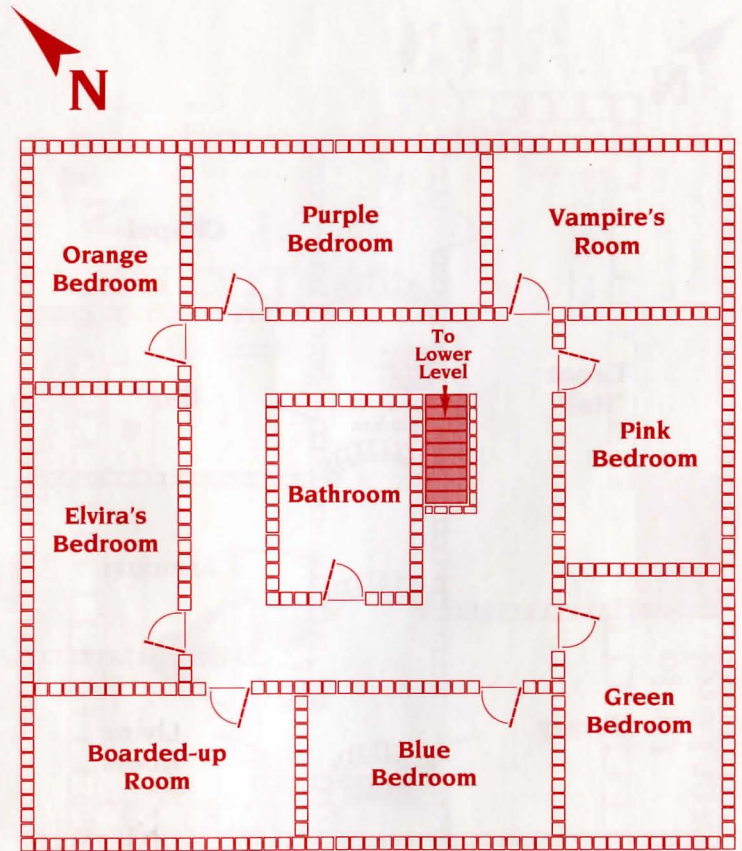 N
Purple
Bedroom
Vampire's
Room
Orange
Bedroom
To
Lower
Level
Pink
Bedroom
Bathroom
Elvira's
Bedroom
Green
Bedroom
Boarded-up
Room
Blue
Bedroom